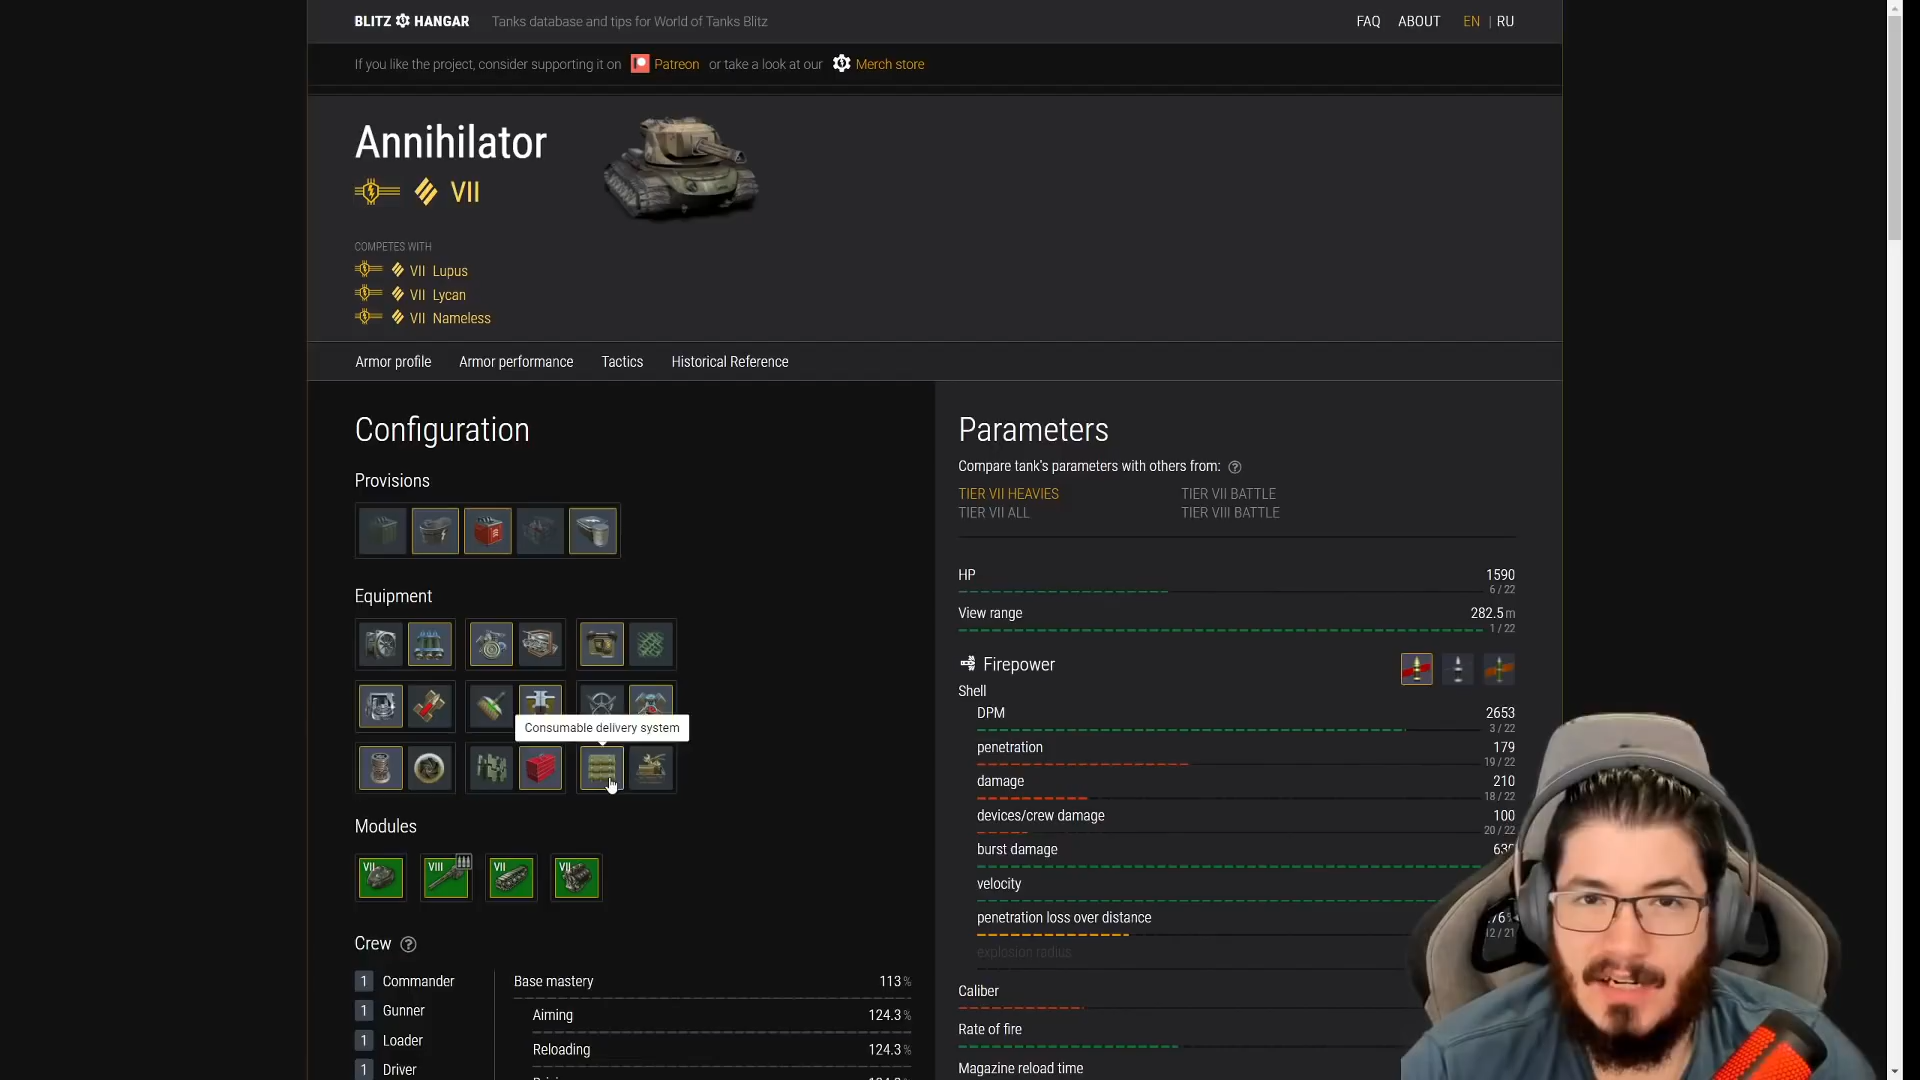 BLITZ HANGAR Tanks database and tips for World of Tanks Blitz FAQ ABOUT EN | RU
If you like the project, consider supporting it on Patreon or take a look at our Merch store
Annihilator
VII
COMPETES WITH
VII Lupus
VII Lycan
VII Nameless
Armor profile Armor performance Tactics Historical Reference
Configuration
Provisions
Equipment
Consumable delivery system
Modules
VII VIII VII VII
Crew ?
1 Commander
1 Gunner
1 Loader
1 Driver
Base mastery 113 %
Aiming 124.3 %
Reloading 124.3 %
Parameters
Compare tank's parameters with others from: ?
TIER VII HEAVIES TIER VII BATTLE
TIER VII ALL TIER VIII BATTLE
HP 1590
6 / 22
View range 282.5 m
1 / 22
Firepower
Shell
DPM 2653
3 / 22
penetration 179
19 / 22
damage 210
18 / 22
devices/crew damage 100
20 / 22
burst damage
velocity
penetration loss over distance
12 / 21
explosion radius
Caliber
Rate of fire
Magazine reload time